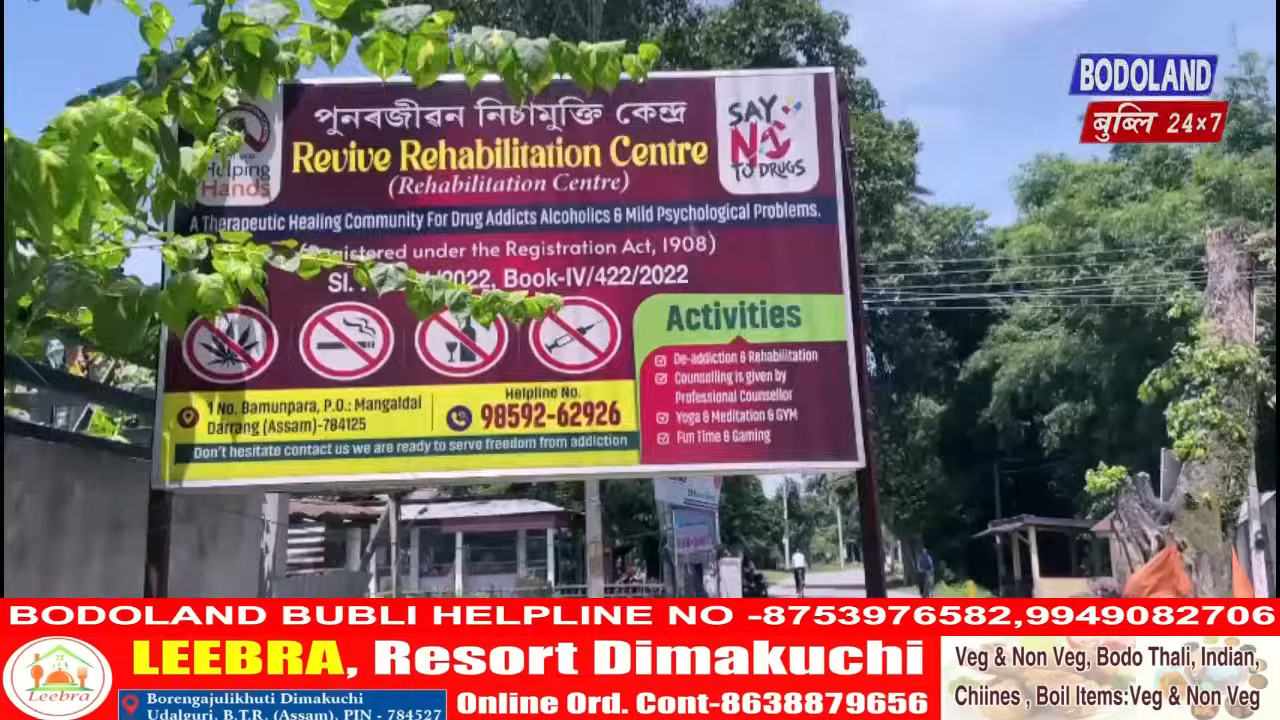 পুনৰজীৱন নিচামুক্তি কেন্দ্ৰ
Revive Rehabilitation Centre
(Rehabilitation Centre)
Helping
Hands
SAY
NO
TO DRUGS
A Therapeutic Healing Community For Drug Addicts Alcoholics & Mild Psychological Problems.
(Registered under the Registration Act, 1908)
Sl. /2022, Book-IV/422/2022
Activities
De-addiction & Rehabilitation
Counselling is given by
Professional Counsellor
Yoga & Meditation & GYM
Fun Time & Gaming
1 No. Bamunpara, P.O.: Mangaldai
Darrang (Assam)-784125
Helpline No.
98592-62926
Don't hesitate contact us we are ready to serve freedom from addiction
BODOLAND
बुब्लि 24×7
BODOLAND BUBLI HELPLINE NO -8753976582,9949082706
Leebra
LEEBRA, Resort Dimakuchi
Borengajulikhuti Dimakuchi
Udalguri, B.T.R. (Assam), PIN - 784527
Online Ord. Cont-8638879656
Veg & Non Veg, Bodo Thali, Indian,
Chiines , Boil Items:Veg & Non Veg